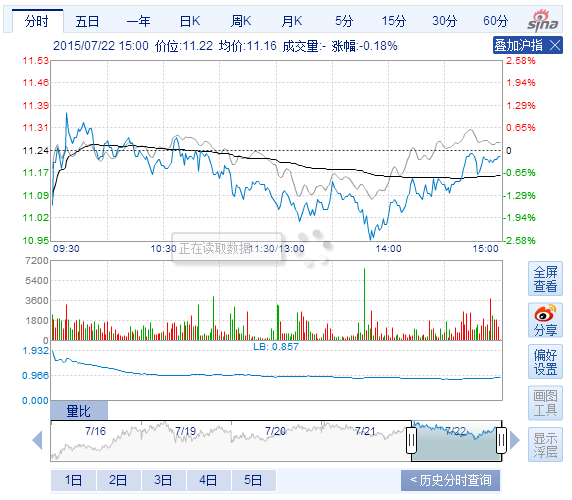 分时 五日 一年 日K 周K 月K 5分 15分 30分 60分
sina
2015/07/22 15:00 价位:11.22 均价:11.16 成交量:- 涨幅:-0.18%
叠加沪指 ×
11.53 2.58%
11.46 1.94%
11.39 1.29%
11.31 0.65%
11.24 0
11.17 -0.65%
11.09 -1.29%
11.02 -1.94%
10.95 2.58%
09:30 10:30 11:30/13:00 14:00 15:00
正在读取数据
7200
5400
3600
1800
0
全屏
查看
分享
LB: 0.857
1.932
0.966
0.000
偏好
设置
画图
工具
量比
7/16 7/19 7/20 7/21 7/22
显示
浮层
1日 2日 3日 4日 5日 <历史分时查询